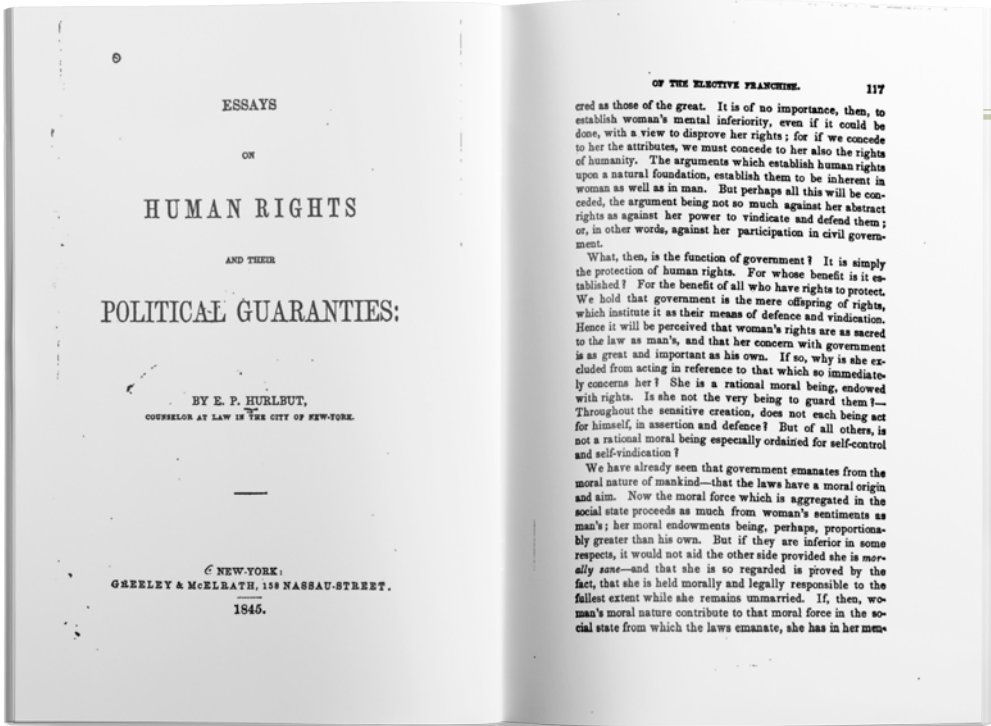 ESSAYS
ON
HUMAN RIGHTS
AND THEIR
POLITICAL GUARANTIES:
BY E. P. HURLBUT,
COUNSELOR AT LAW IN THE CITY OF NEW-YORK.
NEW-YORK:
GREELEY & McELRATH, 158 NASSAU-STREET.
1845.
OF THE ELECTIVE FRANCHISE. 117
cred as those of the great. It is of no importance, then, to
establish woman's mental inferiority, even if it could be
done, with a view to disprove her rights; for if we concede
to her the attributes, we must concede to her also the rights
of humanity. The arguments which establish human rights
upon a natural foundation, establish them to be inherent in
woman as well as in man. But perhaps all this will be con-
ceded, the argument being not so much against her abstract
rights as against her power to vindicate and defend them;
or, in other words, against her participation in civil govern-
ment.
What, then, is the function of government? It is simply
the protection of human rights. For whose benefit is it es-
tablished? For the benefit of all who have rights to protect.
We hold that government is the mere offspring of rights,
which institute it as their means of defence and vindication.
Hence it will be perceived that woman's rights are as sacred
to the law as man's, and that her concern with government
is as great and important as his own. If so, why is she ex-
cluded from acting in reference to that which so immediate-
ly concerns her? She is a rational moral being, endowed
with rights. Is she not the very being to guard them?—
Throughout the sensitive creation, does not each being act
for himself, in assertion and defence? But of all others, is
not a rational moral being especially ordained for self-control
and self-vindication?
We have already seen that government emanates from the
moral nature of mankind—that the laws have a moral origin
and aim. Now the moral force which is aggregated in the
social state proceeds as much from woman's sentiments as
man's; her moral endowments being, perhaps, proportiona-
bly greater than his own. But if they are inferior in some
respects, it would not aid the other side provided she is mor-
ally sane—and that she is so regarded is proved by the
fact, that she is held morally and legally responsible to the
fullest extent while she remains unmarried. If, then, wo-
man's moral nature contribute to that moral force in the so-
cial state from which the laws emanate, she has in her men-